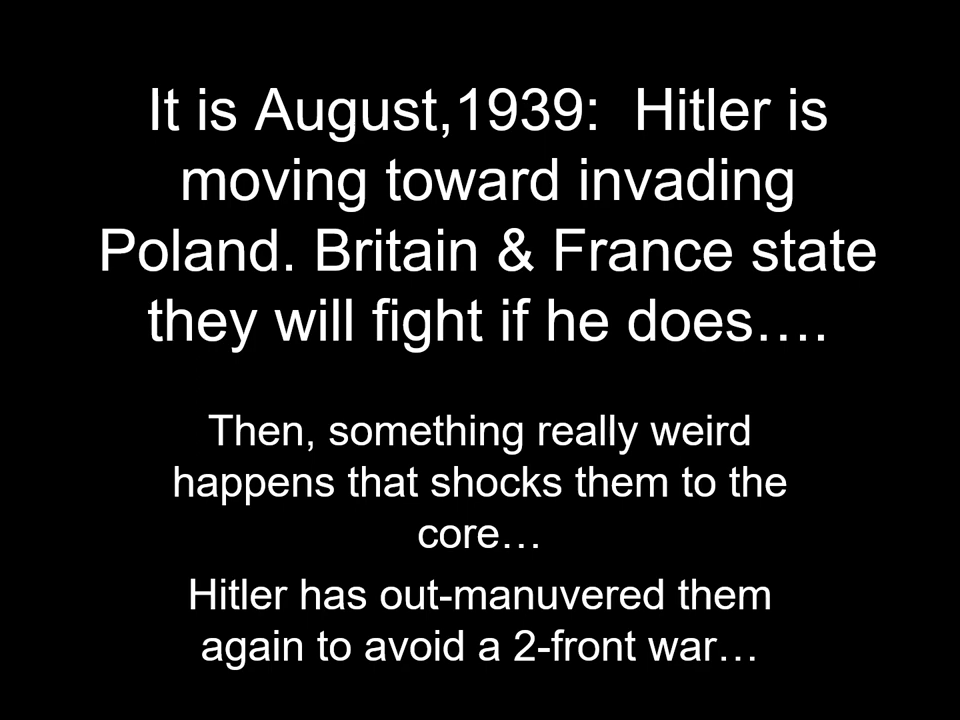 It is August,1939:  Hitler is
moving toward invading
Poland. Britain & France state
they will fight if he does….
Then, something really weird
happens that shocks them to the
core…
Hitler has out-manuvered them
again to avoid a 2-front war…